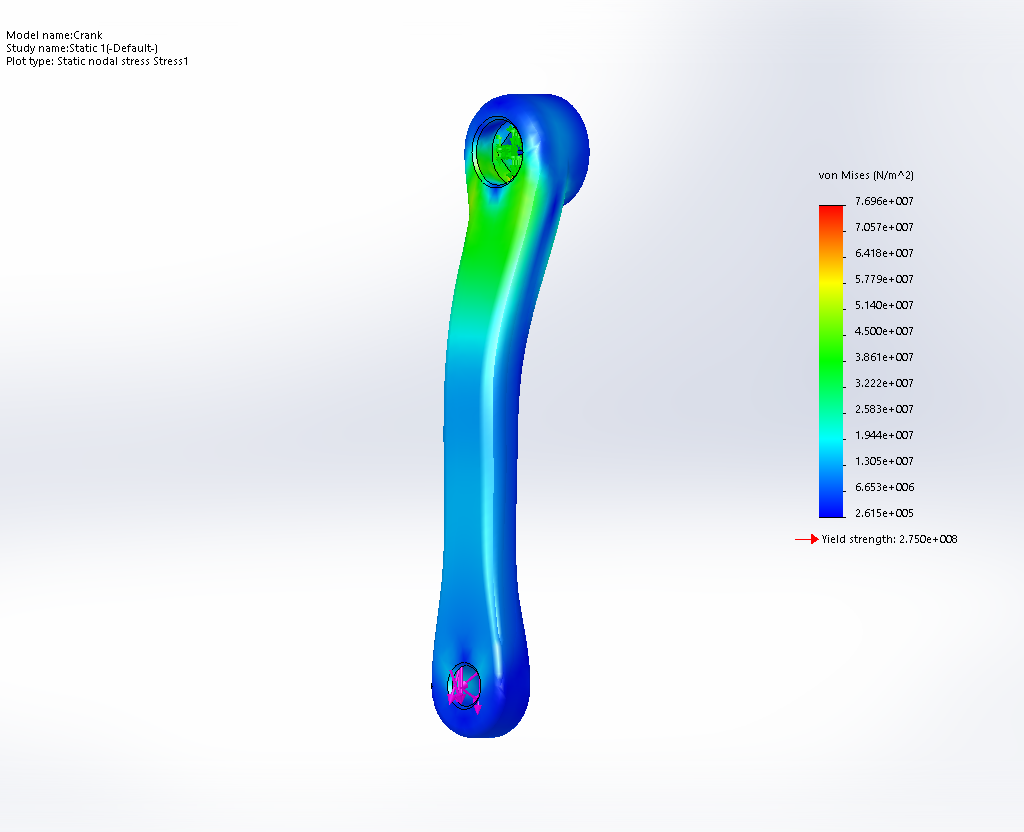 Model name:Crank
Study name:Static 1(-Default-)
Plot type: Static nodal stress Stress1
von Mises (N/m^2)
7.696e+007
7.057e+007
6.418e+007
5.779e+007
5.140e+007
4.500e+007
3.861e+007
3.222e+007
2.583e+007
1.944e+007
1.305e+007
6.653e+006
2.615e+005
Yield strength: 2.750e+008